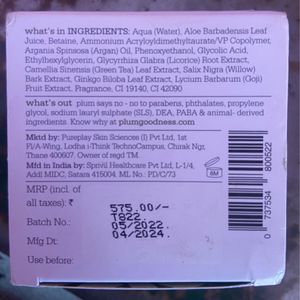 what's in INGREDIENTS: Aqua (Water), Aloe Barbadensis Leaf
Juice, Betaine, Ammonium Acryloyldimethyltaurate/VP Copolymer,
Argania Spinosa (Argan) Oil, Phenoxyethanol, Glycolic Acid,
Ethylhexylglycerin, Glycyrrhiza Glabra (Licorice) Root Extract,
Camellia Sinensis (Green Tea) Leaf Extract, Salix Nigra (Willow)
Bark Extract, Ginkgo Biloba Leaf Extract, Lycium Barbarum (Goji)
Fruit Extract, Fragrance, CI 19140, CI 42090
what's out plum says no - no to parabens, phthalates, propylene
glycol, sodium lauryl sulphate (SLS), DEA, PABA & animal- derived
ingredients. Know more at plumgoodness.com
Mktd by: Pureplay Skin Sciences (I) Pvt Ltd, 1st
Fl/A-Wing, Lodha i-Think TechnoCampus, Chirak Ngr,
Thane 400607. Owner of regd TM
Mfd in India by: Sprivil Healthcare Pvt Ltd, L-1/4,
Addl MIDC, Satara 415004. ML No.: PD/C/73
6M
MRP (incl. of
all taxes): ₹ 575.00/-
Batch No.: T822
05/2022
Mfg Dt: 04/2024
Use before:
0 737534 800522